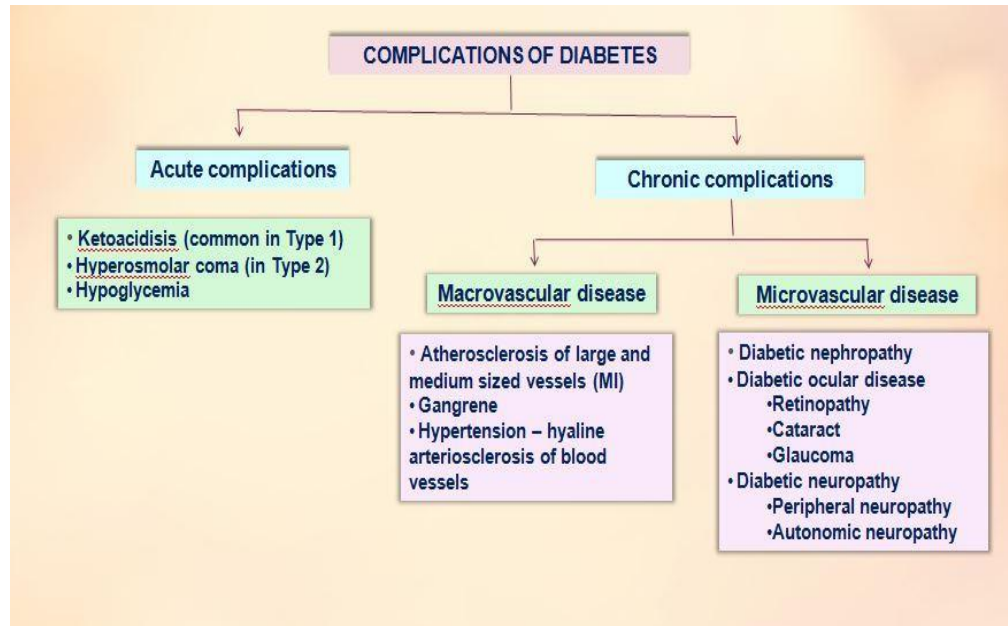 COMPLICATIONS OF DIABETES
Acute complications
• Ketoacidisis (common in Type 1)
• Hyperosmolar coma (in Type 2)
• Hypoglycemia
Chronic complications
Macrovascular disease
• Atherosclerosis of large and
medium sized vessels (MI)
• Gangrene
• Hypertension – hyaline
arteriosclerosis of blood
vessels
Microvascular disease
• Diabetic nephropathy
• Diabetic ocular disease
•Retinopathy
•Cataract
•Glaucoma
• Diabetic neuropathy
•Peripheral neuropathy
•Autonomic neuropathy